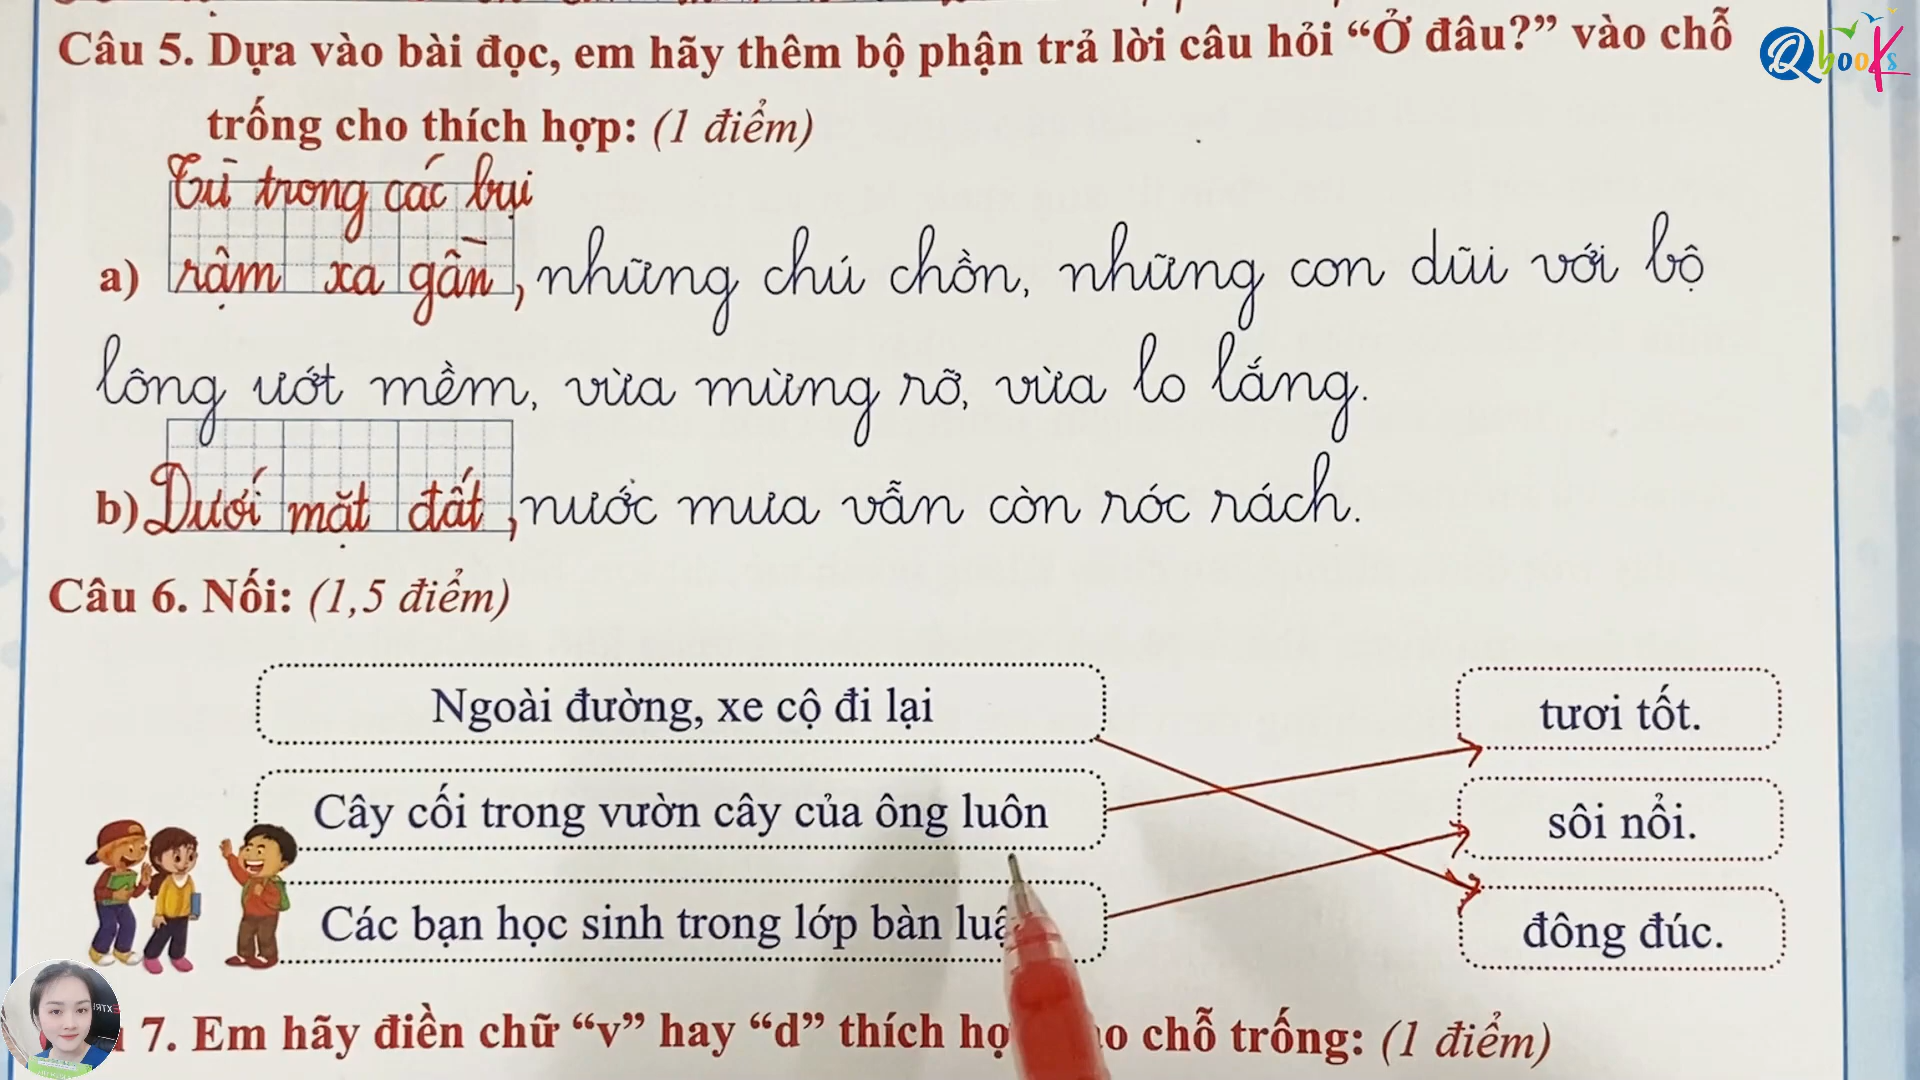 Câu 5. Dựa vào bài đọc, em hãy thêm bộ phận trả lời câu hỏi “Ở đâu?” vào chỗ
Qbooks
trống cho thích hợp: (1 điểm)
Từ trong các bụi
a) rậm xa gần, những chú chồn, những con dũi với bộ
lông ướt mềm, vừa mừng rỡ, vừa lo lắng.
b) Dưới mặt đất, nước mưa vẫn còn róc rách.
Câu 6. Nối: (1,5 điểm)
Ngoài đường, xe cộ đi lại
tươi tốt.
Cây cối trong vườn cây của ông luôn
sôi nổi.
Các bạn học sinh trong lớp bàn
đông đúc.
7. Em hãy điền chữ “v” hay “d” thích chỗ trống: (1 điểm)